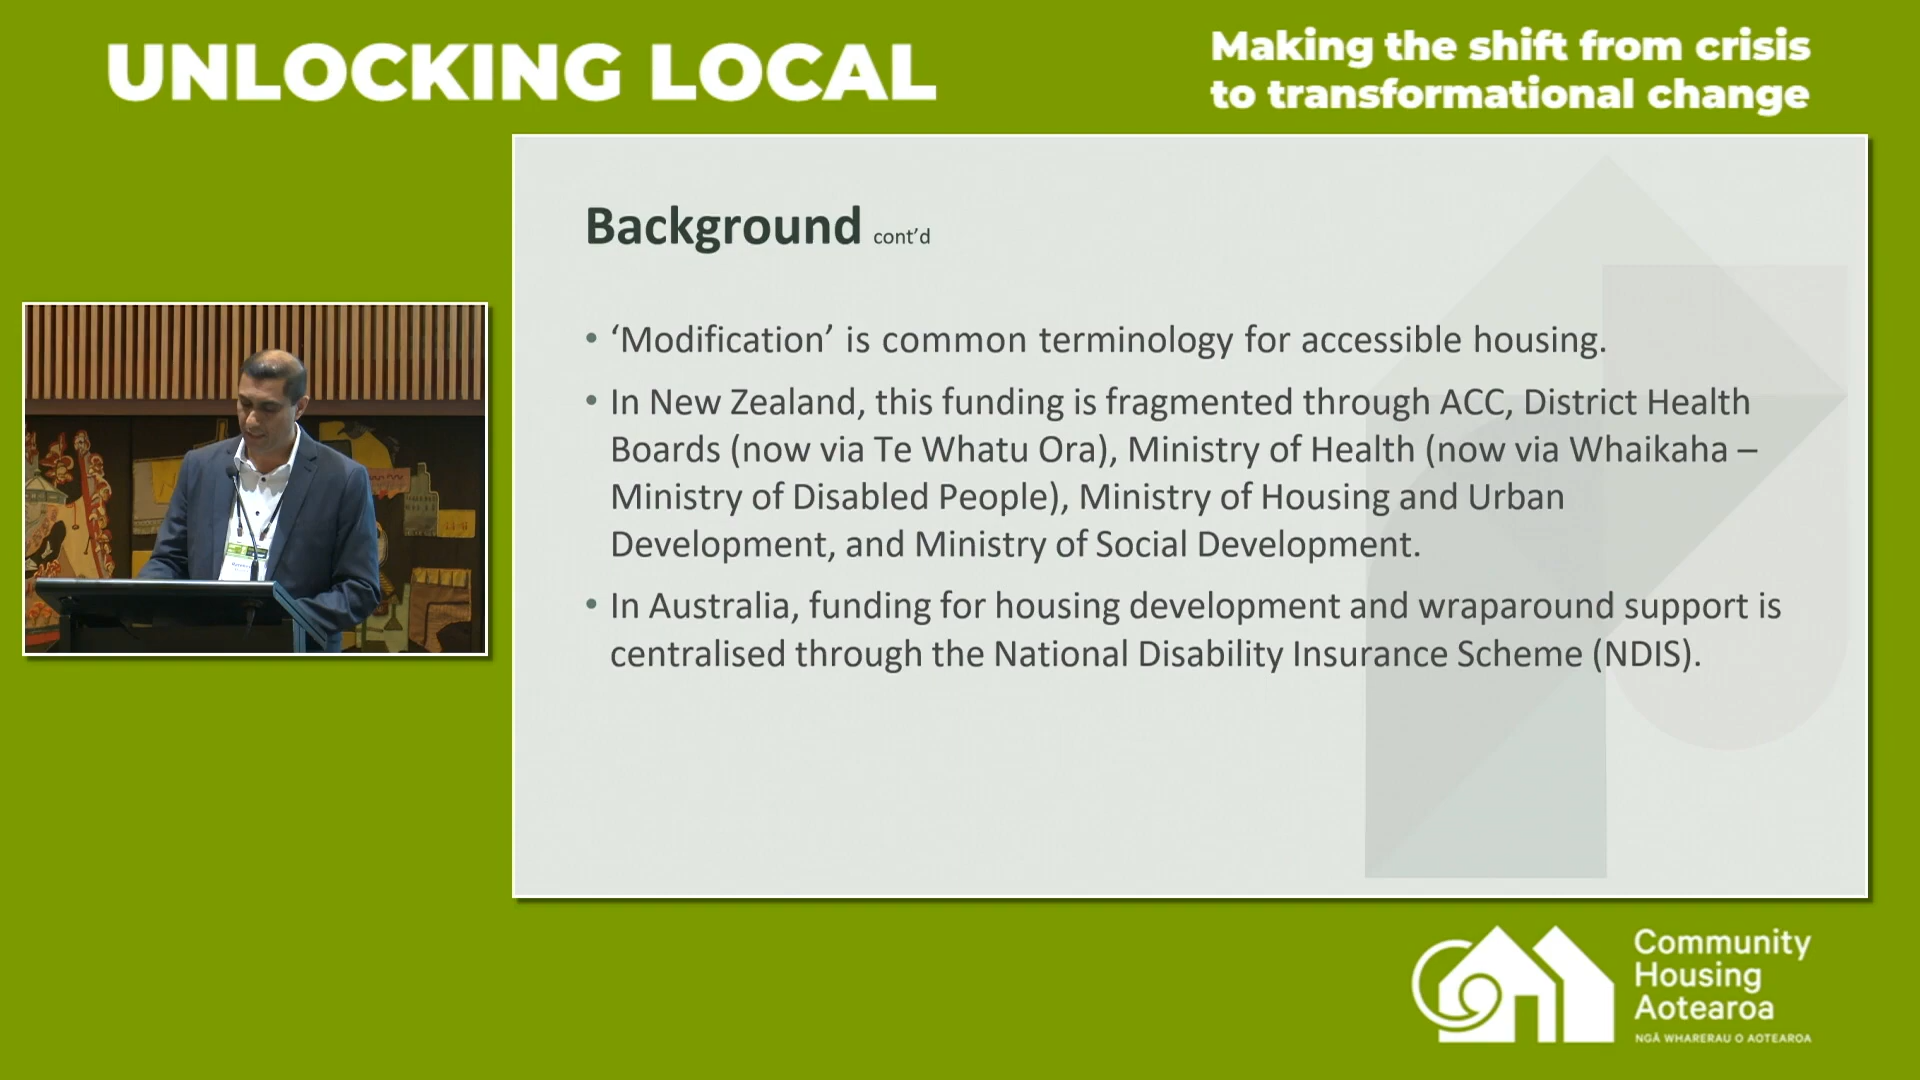 UNLOCKING LOCAL
Making the shift from crisis
to transformational change
Background cont’d
• ‘Modification’ is common terminology for accessible housing.
• In New Zealand, this funding is fragmented through ACC, District Health
Boards (now via Te Whatu Ora), Ministry of Health (now via Whaikaha –
Ministry of Disabled People), Ministry of Housing and Urban
Development, and Ministry of Social Development.
• In Australia, funding for housing development and wraparound support is
centralised through the National Disability Insurance Scheme (NDIS).
Community
Housing
Aotearoa
NGĀ WHARERAU O AOTEAROA